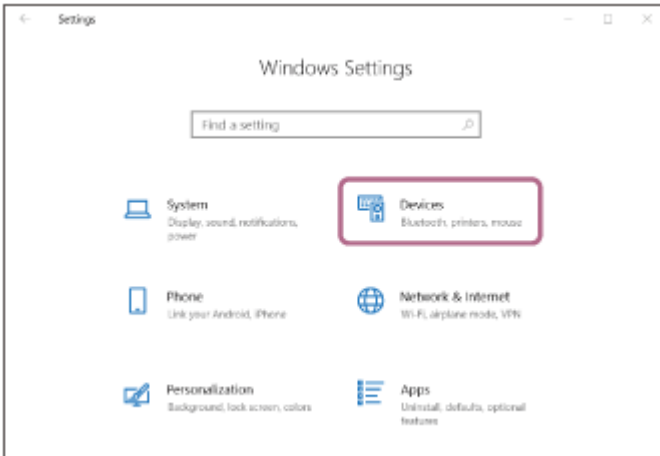 Settings
Windows Settings
Find a setting
System
Display, sound, notifications,
power
Devices
Bluetooth, printers, mouse
Phone
Link your Android, iPhone
Network & Internet
Wi-Fi, airplane mode, VPN
Personalization
Background, lock screen, colors
Apps
Uninstall, defaults, optional
features